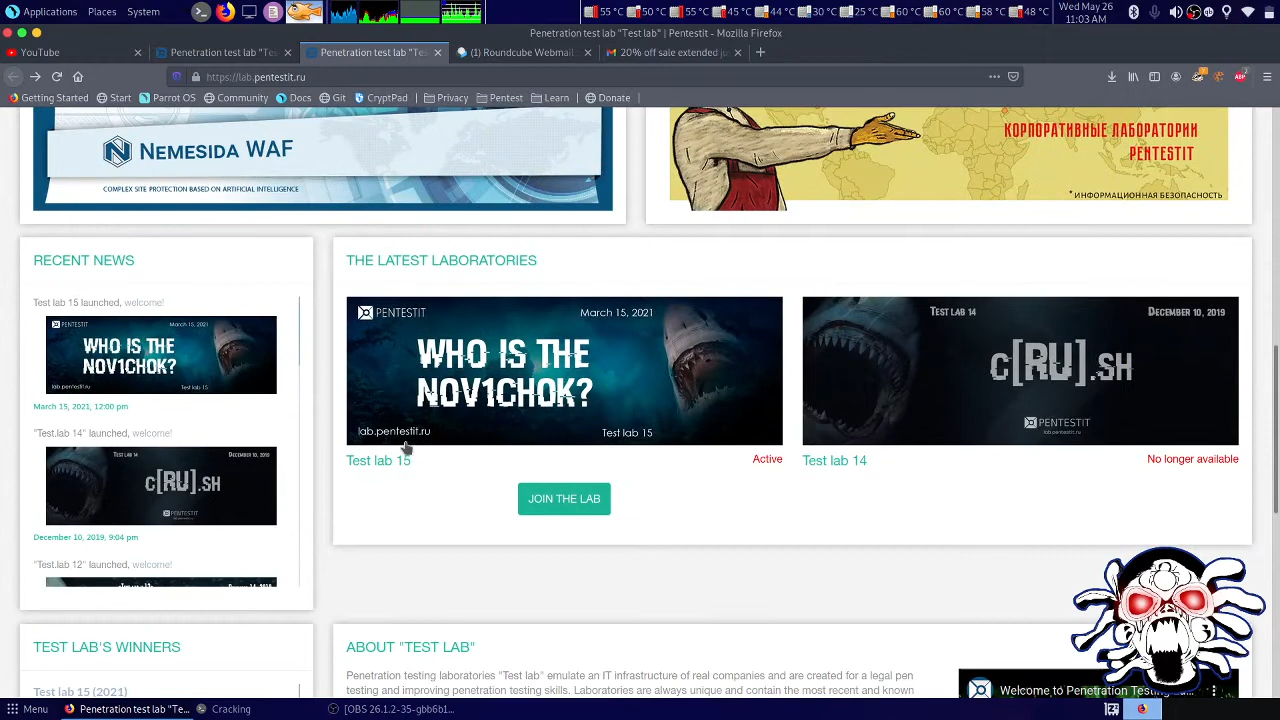 Applications Places System
55 °C 50 °C 55 °C 45 °C 44 °C 30 °C 25 °C 60 °C 60 °C 58 °C 48 °C
Wed May 26
11:03 AM
Penetration test lab "Test lab" | Pentestit - Mozilla Firefox
YouTube
Penetration test lab "Tes
Penetration test lab "Tes
(1) Roundcube Webmail
20% off sale extended ju
https://lab.pentestit.ru
Getting Started Start Parrot OS Community Docs Git CryptPad Privacy Pentest Learn Donate
NEMESIDA WAF
COMPLEX SITE PROTECTION BASED ON ARTIFICIAL INTELLIGENCE
КОРПОРАТИВНЫЕ ЛАБОРАТОРИИ
PENTESTIT
* ИНФОРМАЦИОННАЯ БЕЗОПАСНОСТЬ
RECENT NEWS
Test lab 15 launched, welcome!
PENTESTIT March 15, 2021
WHO IS THE
NOV1CHOK?
lab.pentestit.ru Test lab 15
March 15, 2021, 12:00 pm
"Test.lab 14" launched, welcome!
TEST LAB 14 DECEMBER 10, 2019
C[RU].SH
PENTESTIT
December 10, 2019, 9:04 pm
"Test.lab 12" launched, welcome!
THE LATEST LABORATORIES
PENTESTIT March 15, 2021
WHO IS THE
NOV1CHOK?
lab.pentestit.ru Test lab 15
Test lab 15 Active
JOIN THE LAB
TEST LAB 14 DECEMBER 10, 2019
C[RU].SH
PENTESTIT
lab.pentestit.ru
Test lab 14 No longer available
TEST LAB'S WINNERS
Test lab 15 (2021)
ABOUT "TEST LAB"
Penetration testing laboratories "Test lab" emulate an IT infrastructure of real companies and are created for a legal pen
testing and improving penetration testing skills. Laboratories are always unique and contain the most recent and known
Welcome to Penetration Testing La...
Menu Penetration test lab "Te... Cracking [OBS 26.1.2-35-gbb6b1...